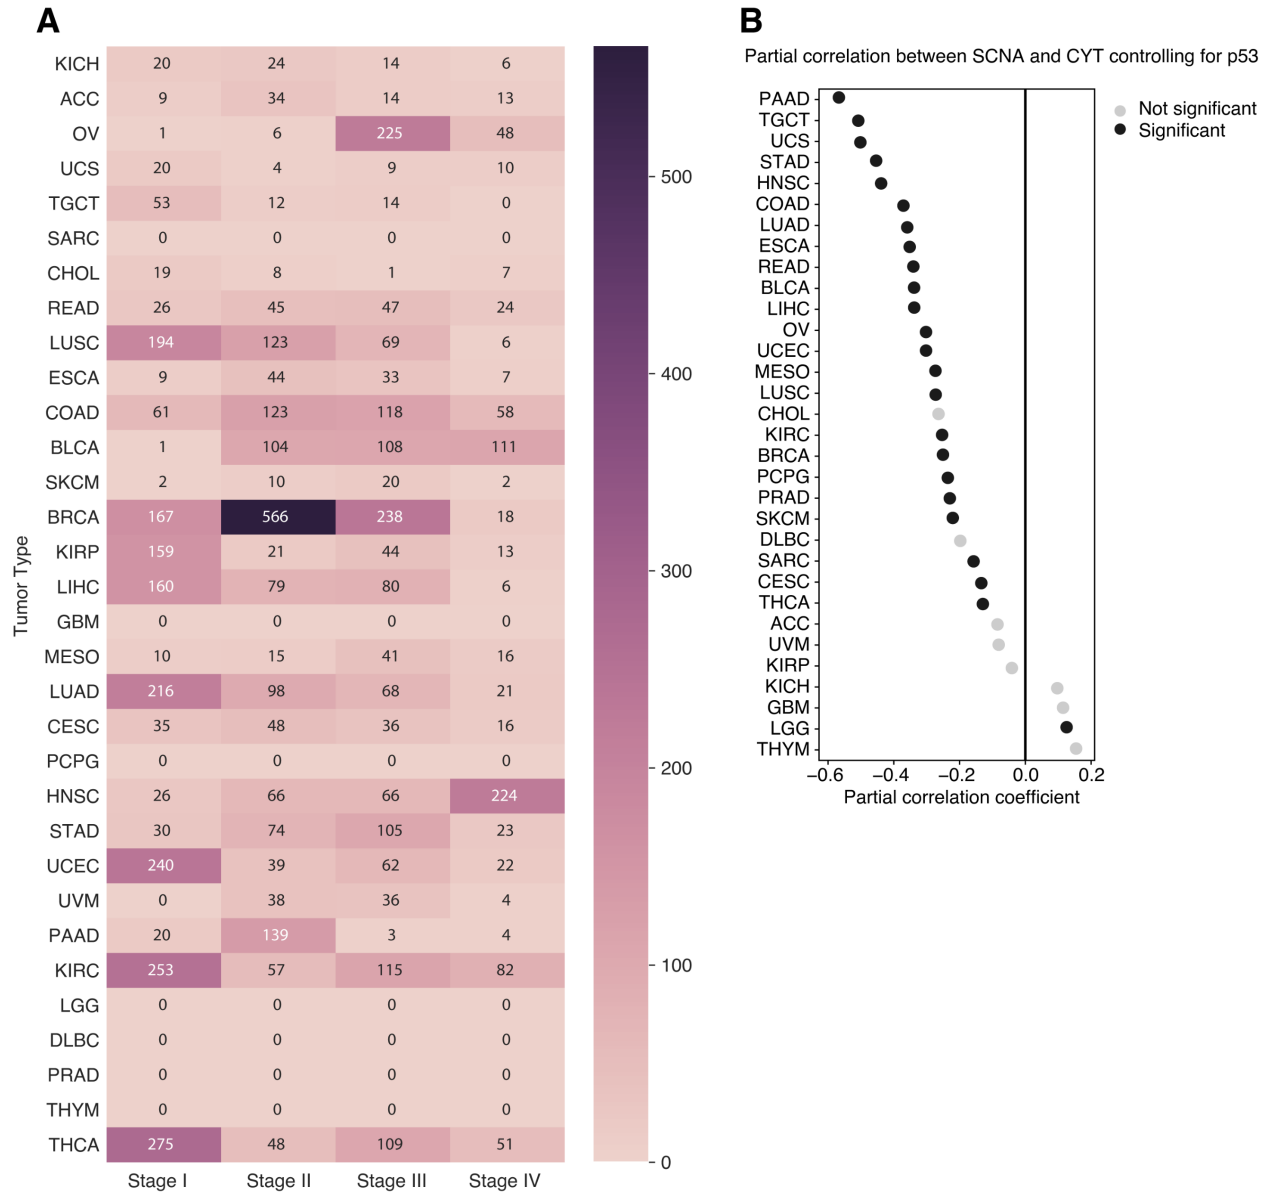 A
KICH 20 24 14 6
ACC 9 34 14 13
OV 1 6 225 48
UCS 20 4 9 10
TGCT 53 12 14 0
SARC 0 0 0 0
CHOL 19 8 1 7
READ 26 45 47 24
LUSC 194 123 69 6
ESCA 9 44 33 7
COAD 61 123 118 58
BLCA 1 104 108 111
SKCM 2 10 20 2
BRCA 167 566 238 18
KIRP 159 21 44 13
LIHC 160 79 80 6
GBM 0 0 0 0
MESO 10 15 41 16
LUAD 216 98 68 21
CESC 35 48 36 16
PCPG 0 0 0 0
HNSC 26 66 66 224
STAD 30 74 105 23
UCEC 240 39 62 22
UVM 0 38 36 4
PAAD 20 139 3 4
KIRC 253 57 115 82
LGG 0 0 0 0
DLBC 0 0 0 0
PRAD 0 0 0 0
THYM 0 0 0 0
THCA 275 48 109 51
Stage I Stage II Stage III Stage IV
Tumor Type
500
400
300
200
100
0
B
Partial correlation between SCNA and CYT controlling for p53
PAAD
TGCT
UCS
STAD
HNSC
COAD
LUAD
ESCA
READ
BLCA
LIHC
OV
UCEC
MESO
LUSC
CHOL
KIRC
BRCA
PCPG
PRAD
SKCM
DLBC
SARC
CESC
THCA
ACC
UVM
KIRP
KICH
GBM
LGG
THYM
−0.6 −0.4 −0.2 0.0 0.2
Partial correlation coefficient
Not significant
Significant